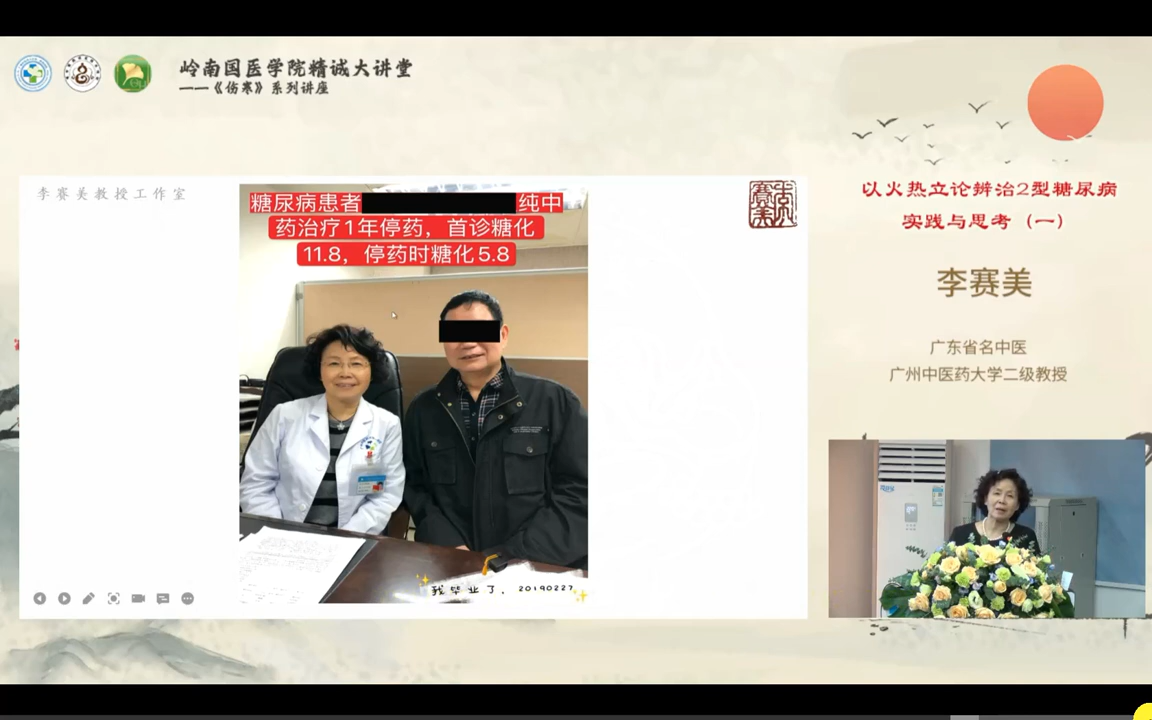 岭南国医学院精诚大讲堂
——《伤寒》系列讲座
李赛美教授工作室
糖尿病患者 纯中
药治疗1年停药，首诊糖化
11.8，停药时糖化5.8
我毕业了，20190227
以火热立论辨治2型糖尿病
实践与思考（一）
李赛美
广东省名中医
广州中医药大学二级教授